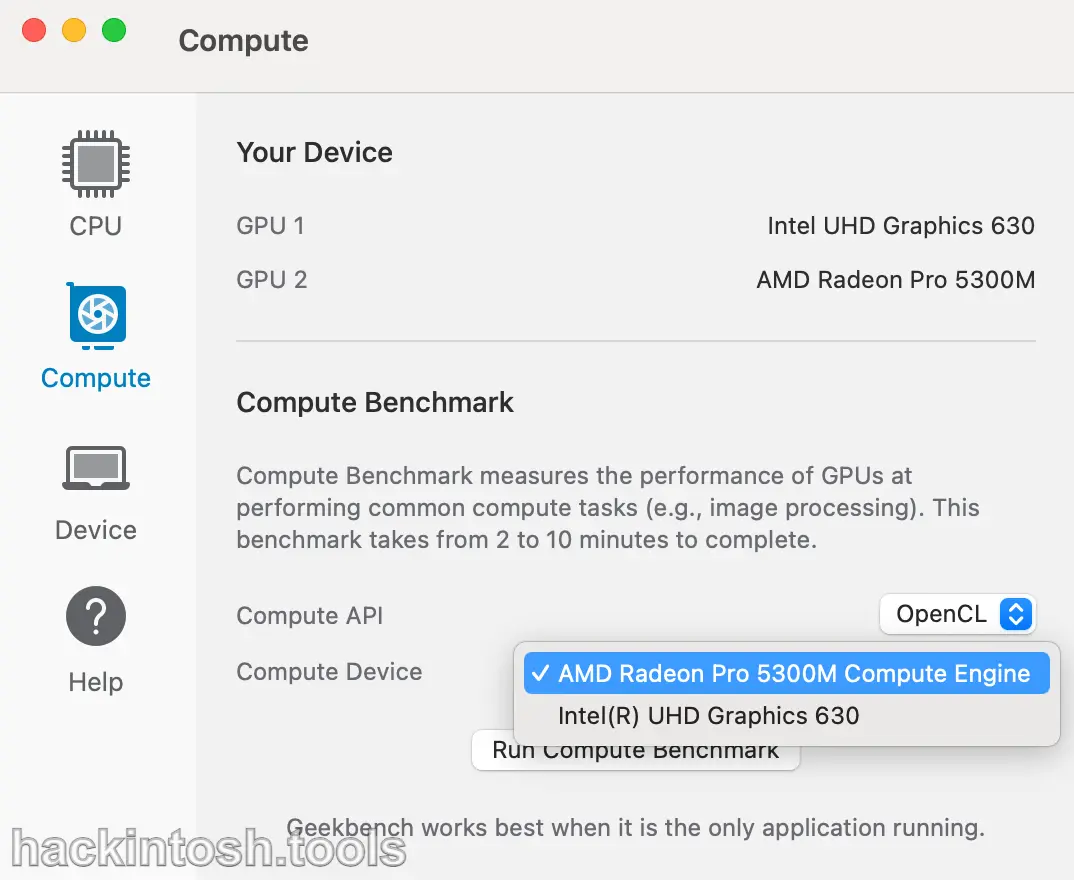 Compute
CPU
Compute
Device
Help
Your Device
GPU 1 Intel UHD Graphics 630
GPU 2 AMD Radeon Pro 5300M
Compute Benchmark
Compute Benchmark measures the performance of GPUs at
performing common compute tasks (e.g., image processing). This
benchmark takes from 2 to 10 minutes to complete.
Compute API OpenCL
Compute Device ✓ AMD Radeon Pro 5300M Compute Engine
Intel(R) UHD Graphics 630
Run Compute Benchmark
Geekbench works best when it is the only application running.
hackintosh.tools